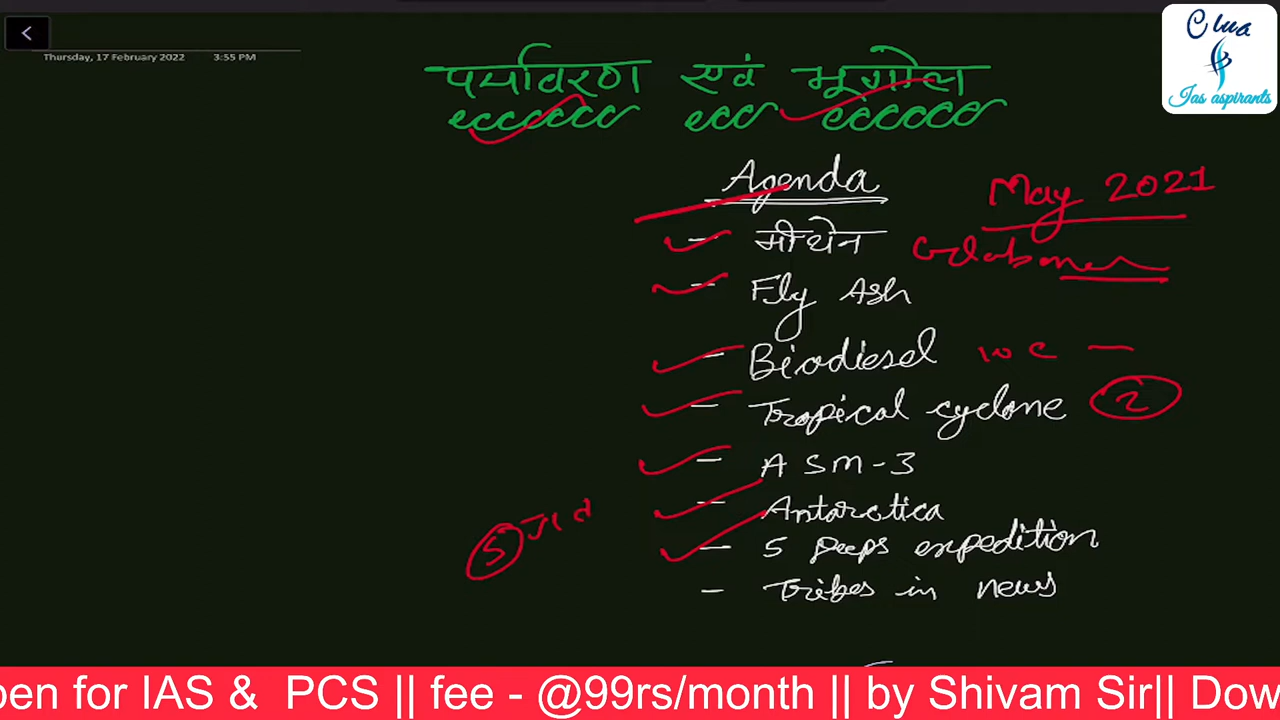 Clua
Ias aspirants
Thursday, 17 February 2022 3:55 PM
पर्यावरण एवं भूगोल
Agenda
May 2021
- मीथेन
- Fly Ash
- Biodiesel 10 C —
- Tropical cyclone 2
- ASM-3
- Antarctica
5
- 5 Deeps expedition
- Tribes in news
pen for IAS & PCS || fee - @99rs/month || by Shivam Sir|| Dow